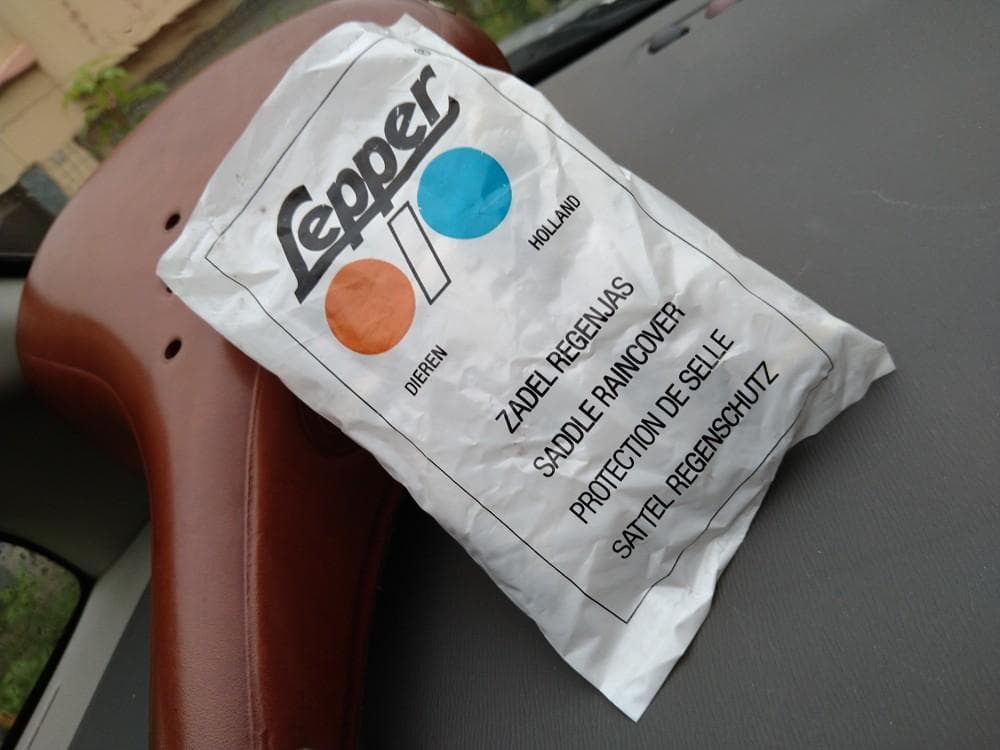 Lepper
DIEREN
HOLLAND
ZADEL REGENJAS
SADDLE RAINCOVER
PROTECTION DE SELLE
SATTEL REGENSCHUTZ